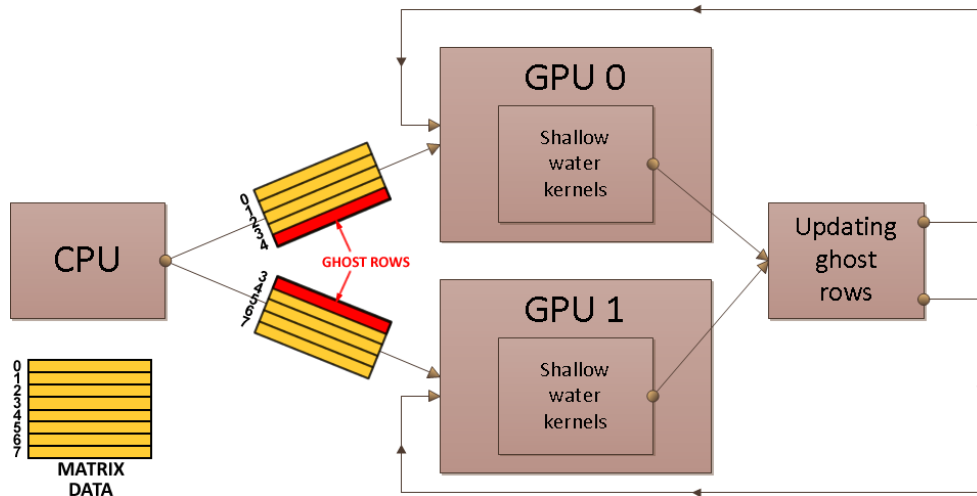 GPU 0
Shallow
water
kernels
0
1
2
3
4
CPU
GHOST ROWS
Updating
ghost
rows
3
4
5
6
7
GPU 1
Shallow
water
kernels
0
1
2
3
4
5
6
7
MATRIX
DATA